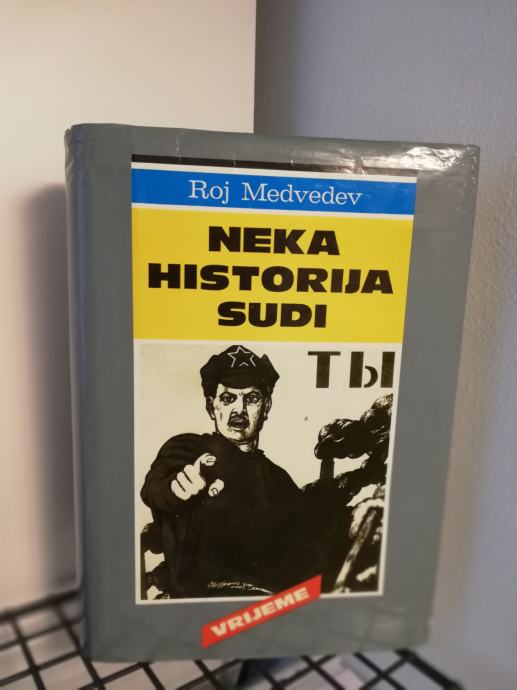 Roj Medvedev
NEKA
HISTORIJA
SUDI
ТЫ
VRIJEME